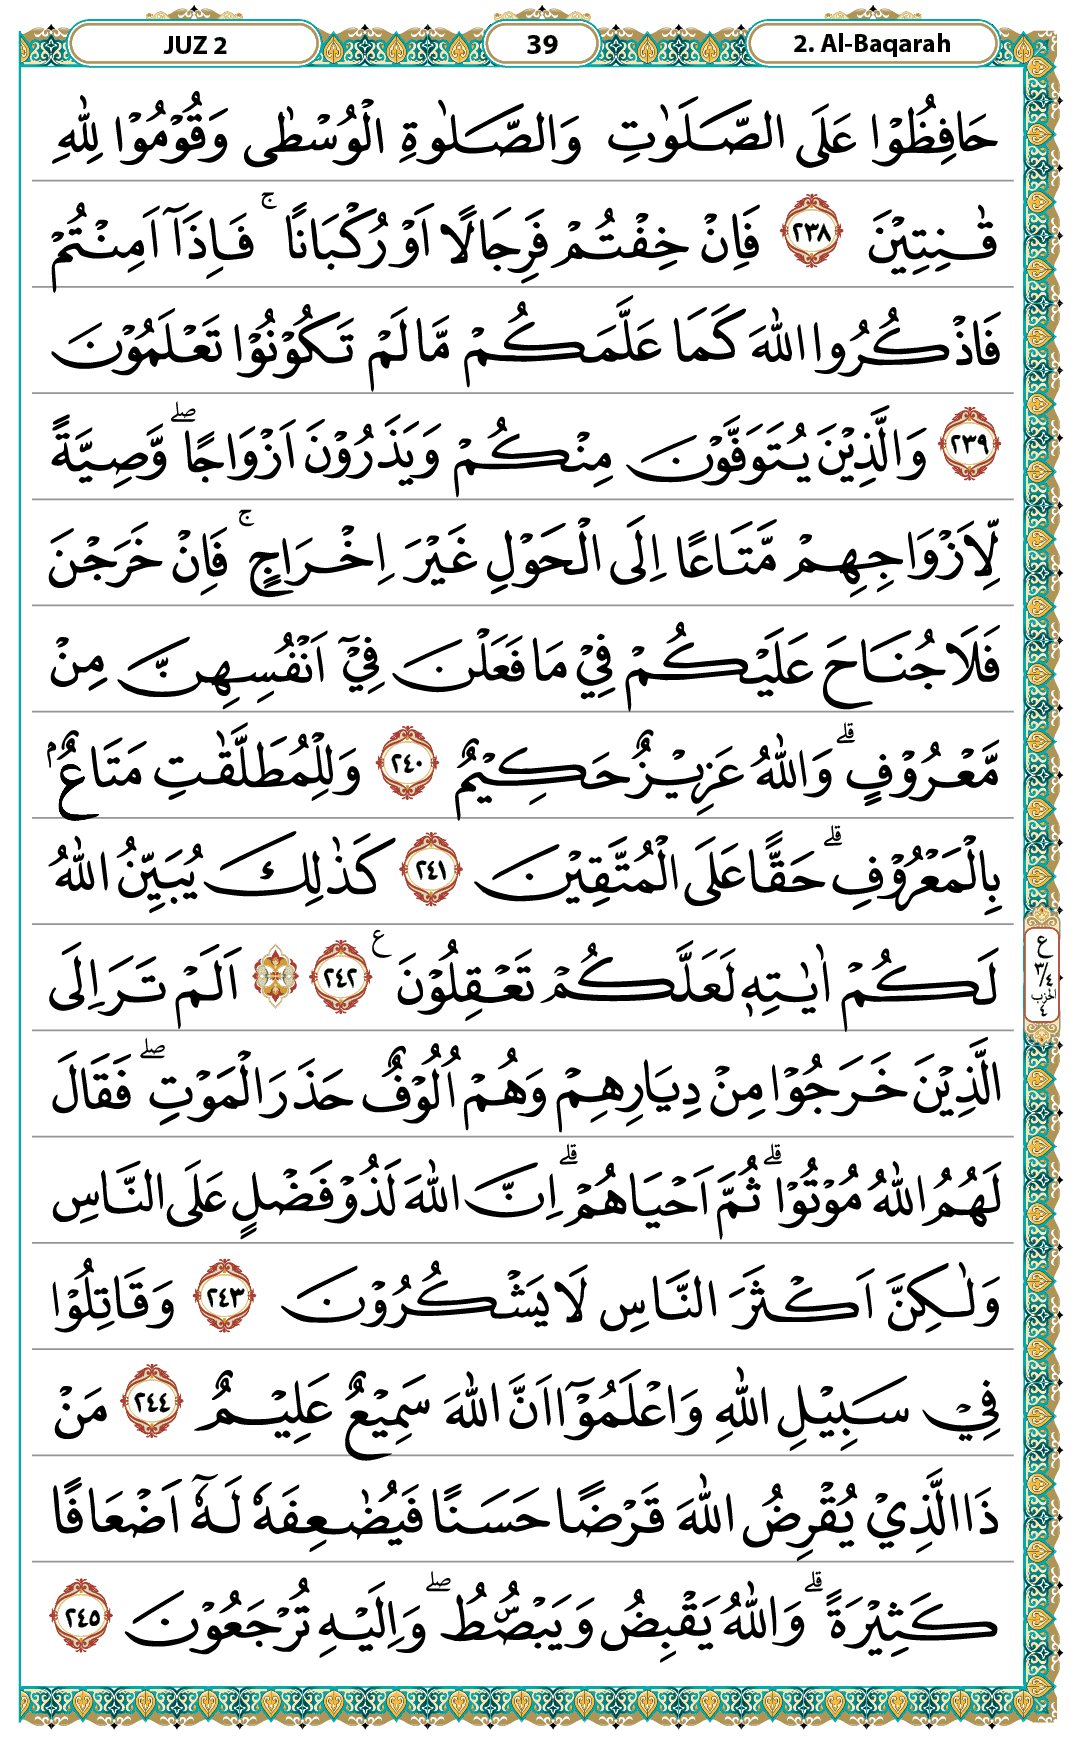 JUZ 2
39
2. Al-Baqarah
حَافِظُوْا عَلَى الصَّلَوٰتِ وَالصَّلٰوةِ الْوُسْطٰى وَقُوْمُوْا لِلّٰهِ
قٰنِتِيْنَ ٢٣٨ فَاِنْ خِفْتُمْ فَرِجَالًا اَوْ رُكْبَانًا ۚ فَاِذَآ اَمِنْتُمْ
فَاذْكُرُوا اللّٰهَ كَمَا عَلَّمَكُمْ مَّا لَمْ تَكُوْنُوْا تَعْلَمُوْنَ
٢٣٩ وَالَّذِيْنَ يُتَوَفَّوْنَ مِنْكُمْ وَيَذَرُوْنَ اَزْوَاجًاۖ وَّصِيَّةً
لِّاَزْوَاجِهِمْ مَّتَاعًا اِلَى الْحَوْلِ غَيْرَ اِخْرَاجٍ ۚ فَاِنْ خَرَجْنَ
فَلَا جُنَاحَ عَلَيْكُمْ فِيْ مَا فَعَلْنَ فِيْٓ اَنْفُسِهِنَّ مِنْ
مَّعْرُوْفٍۗ وَاللّٰهُ عَزِيْزٌ حَكِيْمٌ ٢٤٠ وَلِلْمُطَلَّقٰتِ مَتَاعٌ ۢ
بِالْمَعْرُوْفِۗ حَقًّا عَلَى الْمُتَّقِيْنَ ٢٤١ كَذٰلِكَ يُبَيِّنُ اللّٰهُ
لَكُمْ اٰيٰتِهٖ لَعَلَّكُمْ تَعْقِلُوْنَ ࣖ ٢٤٢ ۞ اَلَمْ تَرَ اِلَى
الَّذِيْنَ خَرَجُوْا مِنْ دِيَارِهِمْ وَهُمْ اُلُوْفٌ حَذَرَ الْمَوْتِۖ فَقَالَ
لَهُمُ اللّٰهُ مُوْتُوْاۗ ثُمَّ اَحْيَاهُمْۗ اِنَّ اللّٰهَ لَذُوْ فَضْلٍ عَلَى النَّاسِ
وَلٰكِنَّ اَكْثَرَ النَّاسِ لَا يَشْكُرُوْنَ ٢٤٣ وَقَاتِلُوْا
فِيْ سَبِيْلِ اللّٰهِ وَاعْلَمُوْٓا اَنَّ اللّٰهَ سَمِيْعٌ عَلِيْمٌ ٢٤٤ مَنْ
ذَا الَّذِيْ يُقْرِضُ اللّٰهَ قَرْضًا حَسَنًا فَيُضٰعِفَهٗ لَهٗٓ اَضْعَافًا
كَثِيْرَةً ۗ وَاللّٰهُ يَقْبِضُ وَيَبْصُۣطُۖ وَاِلَيْهِ تُرْجَعُوْنَ ٢٤٥
ع
٣/٤
الحزب
٤